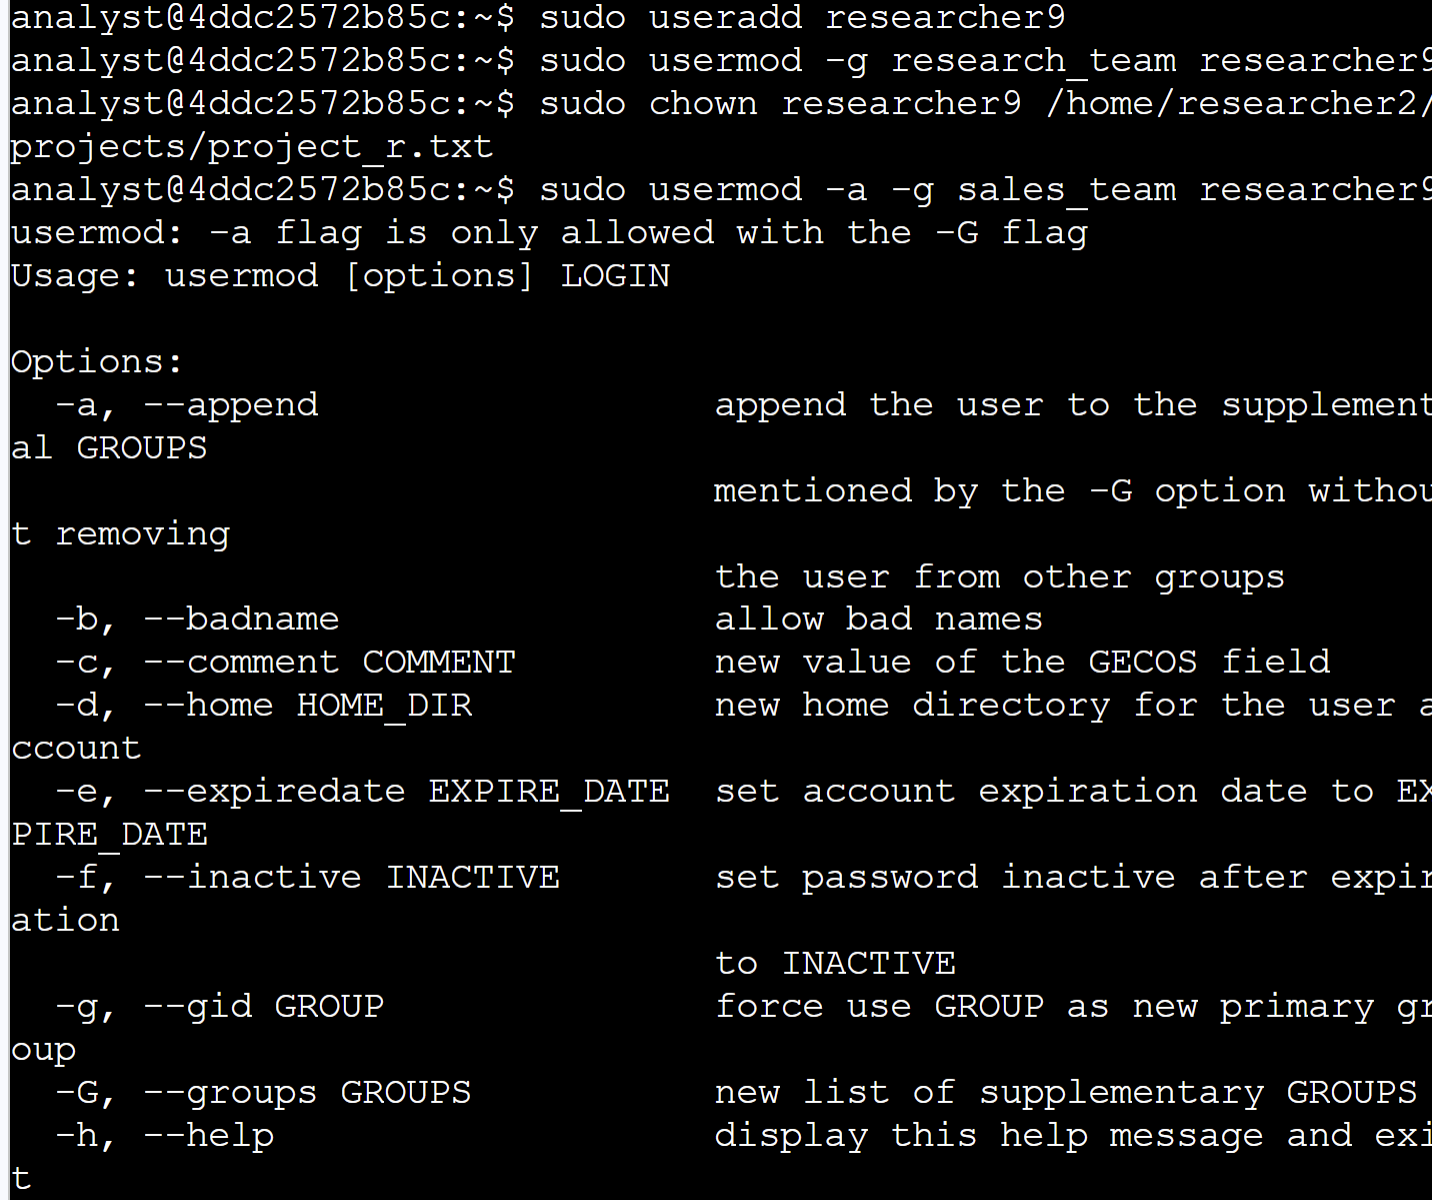 analyst@4ddc2572b85c:~$ sudo useradd researcher9
analyst@4ddc2572b85c:~$ sudo usermod -g research_team researcher9
analyst@4ddc2572b85c:~$ sudo chown researcher9 /home/researcher2/
projects/project_r.txt
analyst@4ddc2572b85c:~$ sudo usermod -a -g sales_team researcher9
usermod: -a flag is only allowed with the -G flag
Usage: usermod [options] LOGIN

Options:
  -a, --append                  append the user to the supplement
al GROUPS
                                mentioned by the -G option withou
t removing
                                the user from other groups
  -b, --badname                 allow bad names
  -c, --comment COMMENT         new value of the GECOS field
  -d, --home HOME_DIR           new home directory for the user a
ccount
  -e, --expiredate EXPIRE_DATE  set account expiration date to EX
PIRE_DATE
  -f, --inactive INACTIVE       set password inactive after expir
ation
                                to INACTIVE
  -g, --gid GROUP               force use GROUP as new primary gr
oup
  -G, --groups GROUPS           new list of supplementary GROUPS
  -h, --help                    display this help message and exi
t